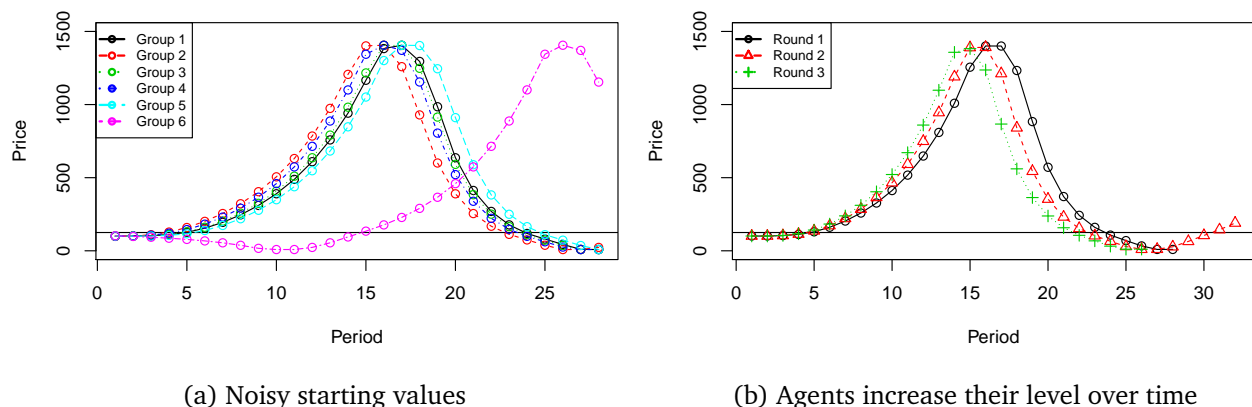 Price
1500
1000
500
0
Group 1
Group 2
Group 3
Group 4
Group 5
Group 6
0 5 10 15 20 25
Period
(a) Noisy starting values
Price
1500
1000
500
0
Round 1
Round 2
Round 3
0 5 10 15 20 25 30
Period
(b) Agents increase their level over time